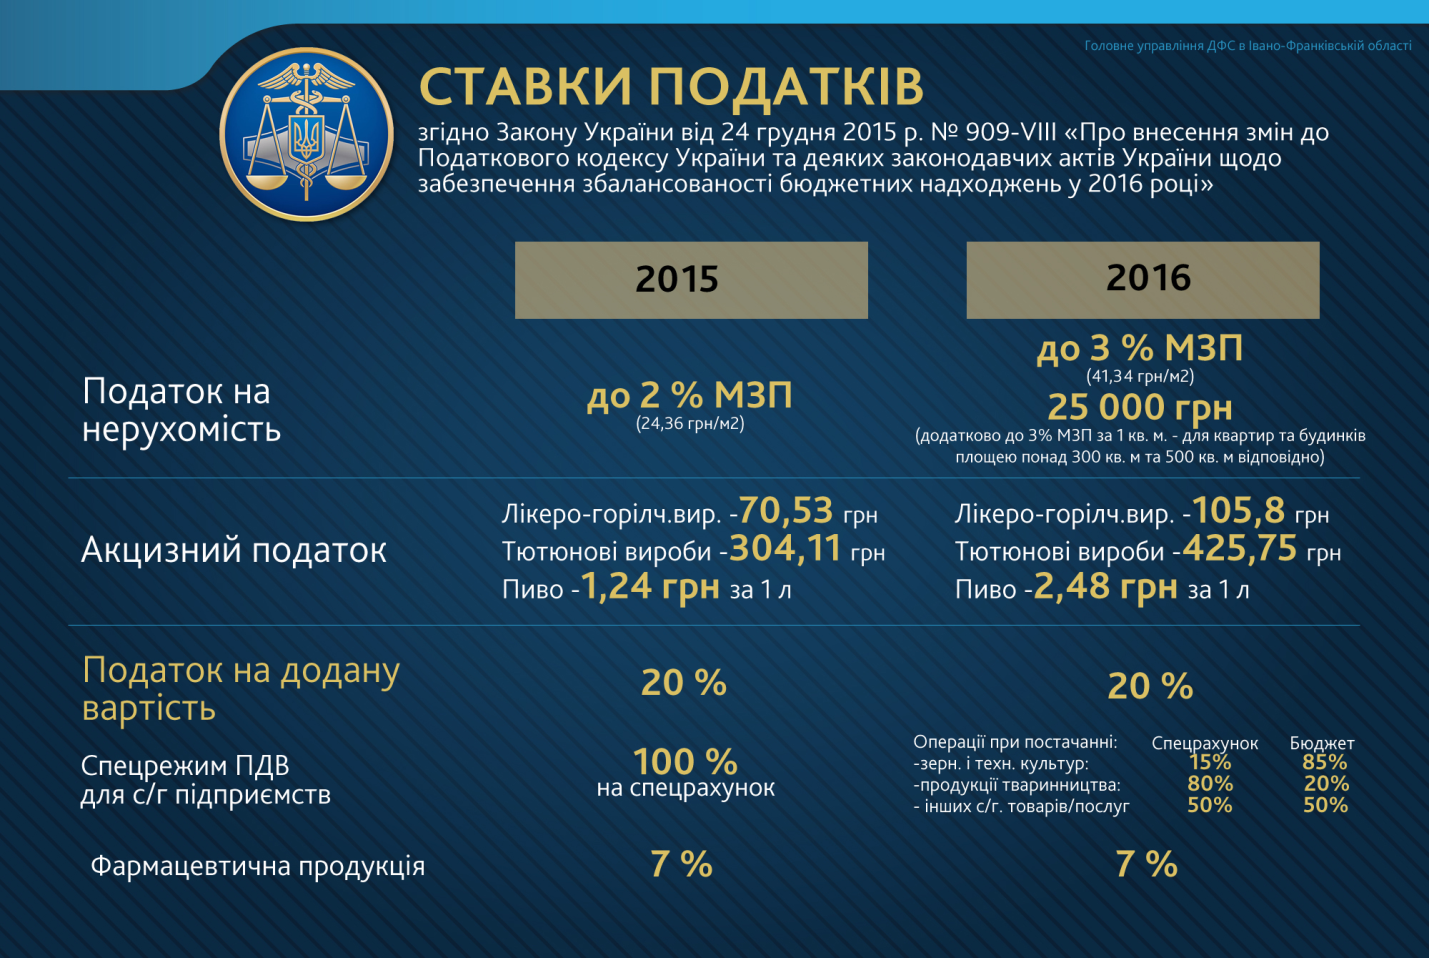 Головне управління ДФС в Івано-Франківській області
СТАВКИ ПОДАТКІВ
згідно Закону України від 24 грудня 2015 р. № 909-VIII «Про внесення змін до
Податкового кодексу України та деяких законодавчих актів України щодо
забезпечення збалансованості бюджетних надходжень у 2016 році»
2015
2016
Податок на
нерухомість
до 2 % МЗП
(24,36 грн/м2)
до 3 % МЗП
(41,34 грн/м2)
25 000 грн
(додатково до 3% МЗП за 1 кв. м. - для квартир та будинків
площею понад 300 кв. м та 500 кв. м відповідно)
Акцизний податок
Лікеро-горілч.вир. -70,53 грн
Тютюнові вироби -304,11 грн
Пиво -1,24 грн за 1 л
Лікеро-горілч.вир. -105,8 грн
Тютюнові вироби -425,75 грн
Пиво -2,48 грн за 1 л
Податок на додану
вартість
20 %
20 %
Спецрежим ПДВ
для с/г підприємств
100 %
на спецрахунок
Операції при постачанні: Спецрахунок Бюджет
-зерн. і техн. культур: 15% 85%
-продукції тваринництва: 80% 20%
- інших с/г. товарів/послуг 50% 50%
Фармацевтична продукція
7 %
7 %